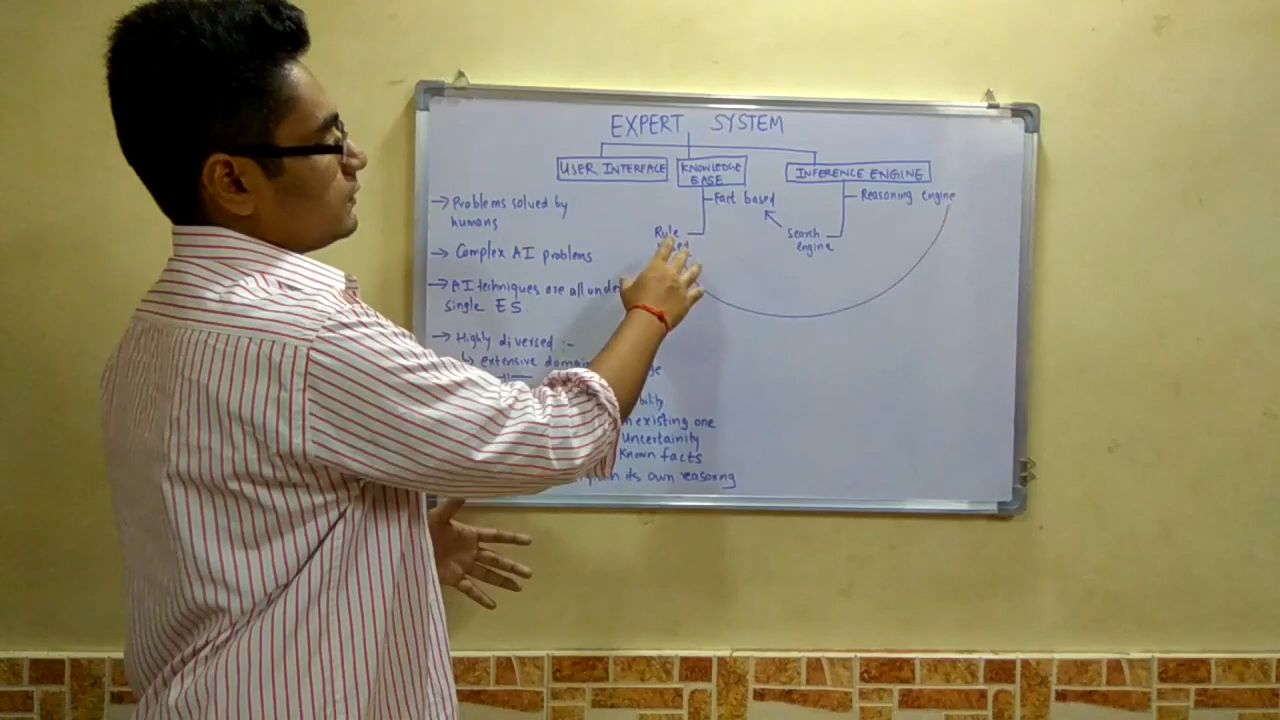 EXPERT SYSTEM
USER INTERFACE
KNOWLEDGE
BASE
INFERENCE ENGINE
Fact based
Rule
Reasoning engine
Search
engine
→ Problems solved by
humans
→ Complex AI problems
→ AI techniques are all under
single ES
→ Highly diversed :-
↳ extensive domain
existing one
Uncertainity
Known facts
its own reasoning